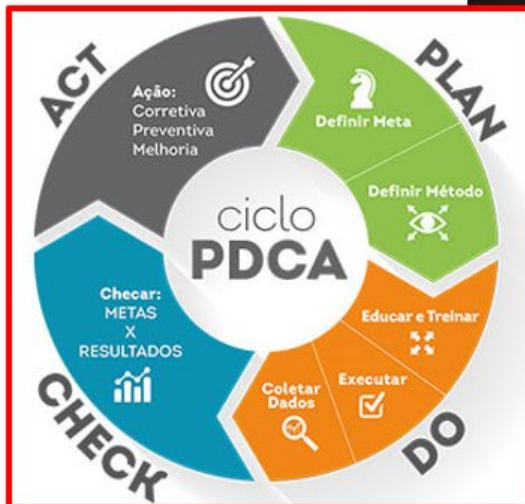 ciclo
PDCA
PLAN
Definir Meta
Definir Método
DO
Educar e Treinar
Executar
Coletar
Dados
CHECK
Checar:
METAS
X
RESULTADOS
ACT
Ação:
Corretiva
Preventiva
Melhoria